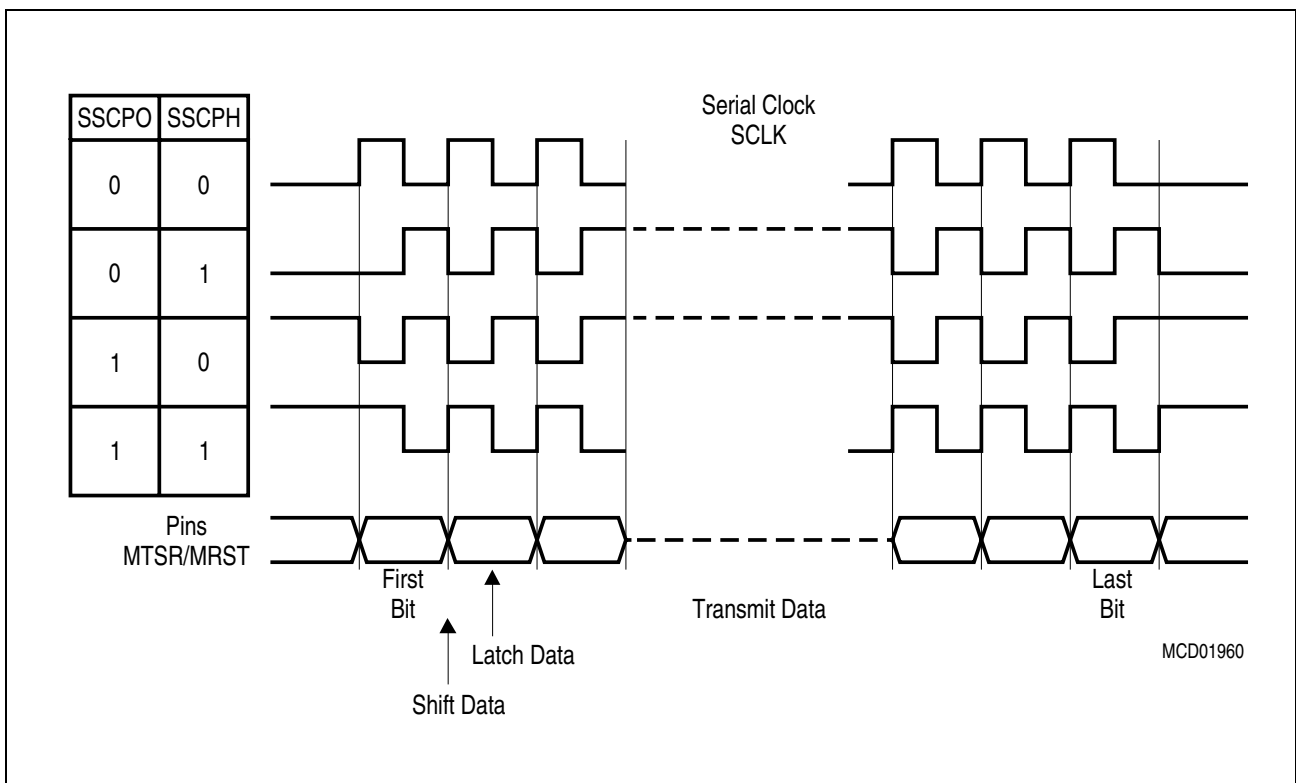 SSCPO SSCPH
0 0
0 1
1 0
1 1
Serial Clock
SCLK
Pins
MTSR/MRST
First
Bit
Last
Bit
Transmit Data
Latch Data
Shift Data
MCD01960